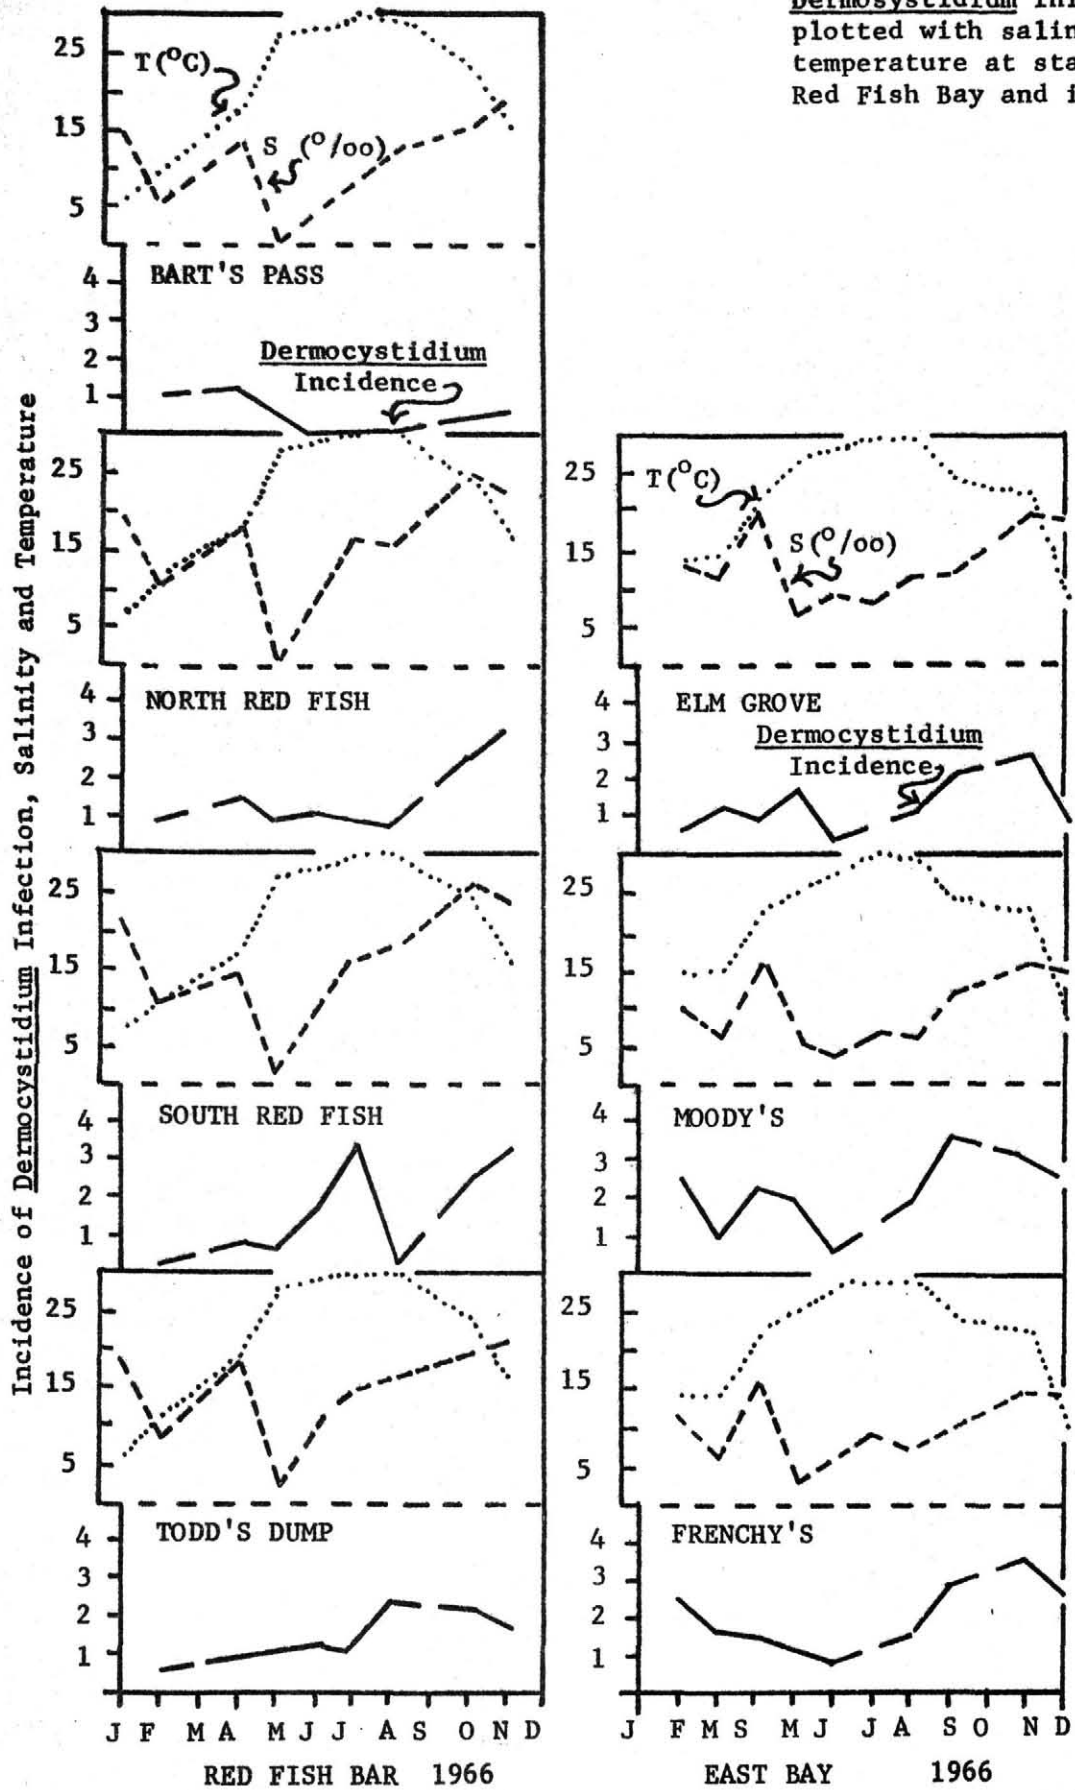 plotted with
temperature at
Red Fish Bay and
25
15
5
T(°C)
S (°/oo)
4
3
2
1
BART'S PASS
Dermocystidium
Incidence
25
15
5
4
3
2
1
NORTH RED FISH
25
15
5
4
3
2
1
SOUTH RED FISH
25
15
5
4
3
2
1
TODD'S DUMP
J F M A M J J A S O N D
RED FISH BAR 1966
25
15
5
T(°C)
S(°/oo)
4
3
2
1
ELM GROVE
Dermocystidium
Incidence
25
15
5
4
3
2
1
MOODY'S
25
15
5
4
3
2
1
FRENCHY'S
J F M S M J J A S O N D
EAST BAY 1966
Incidence of Dermocystidium Infection, Salinity and Temperature